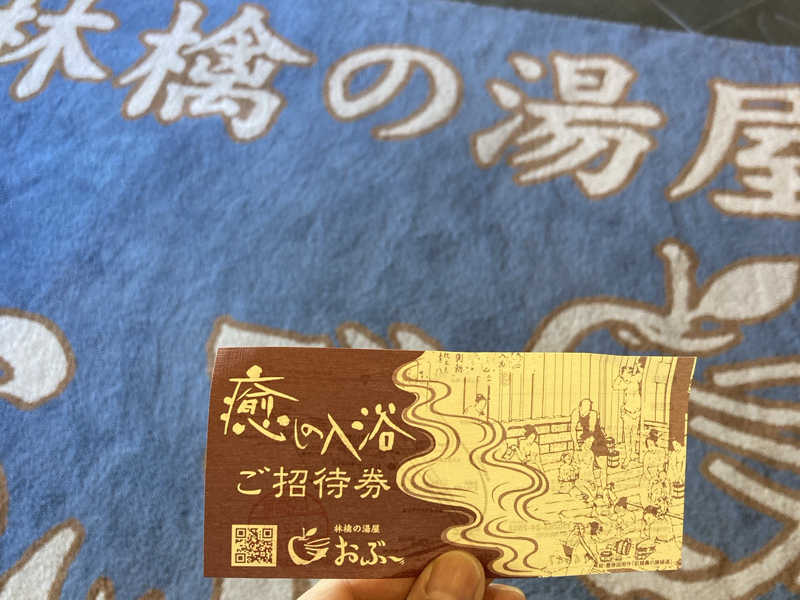 林檎の湯屋
癒しの入浴
ご招待券
林檎の湯屋
おぶ~